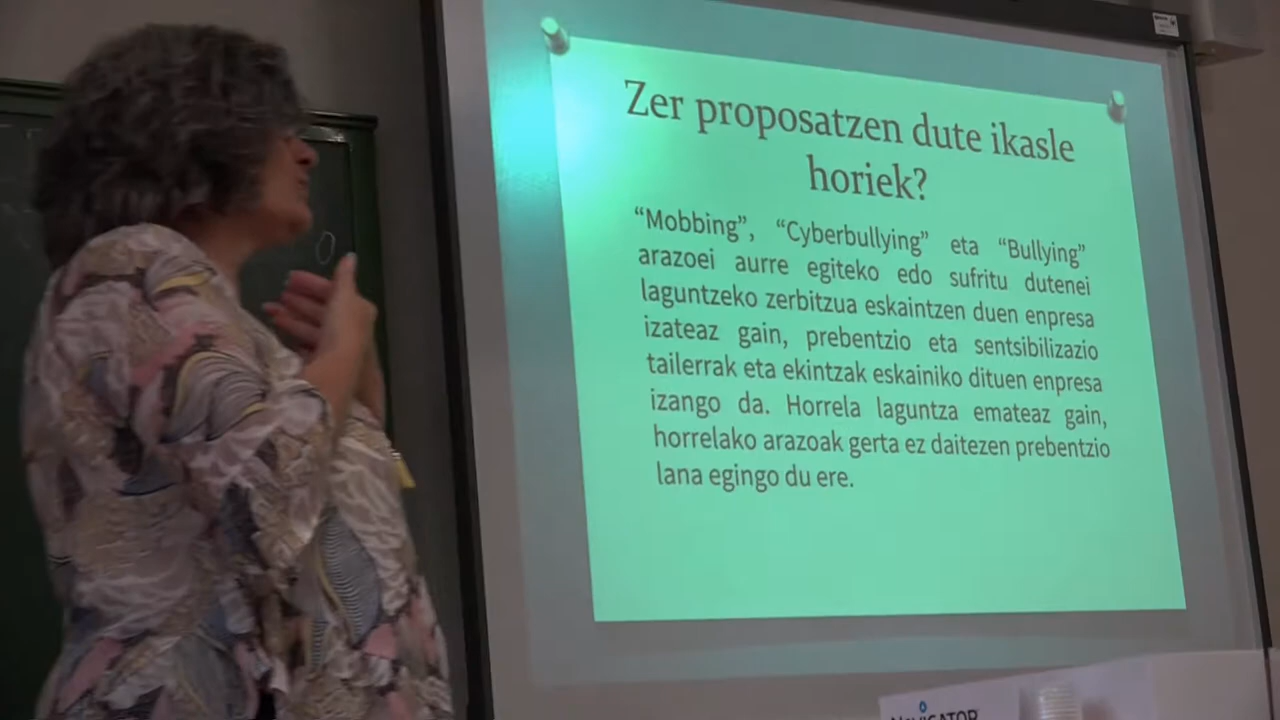 Zer proposatzen dute ikasle
horiek?
“Mobbing”, “Cyberbullying” eta “Bullying”
arazoei aurre egiteko edo sufritu dutenei
laguntzeko zerbitzua eskaintzen duen enpresa
izateaz gain, prebentzio eta sentsibilizazio
tailerrak eta ekintzak eskainiko dituen enpresa
izango da. Horrela laguntza emateaz gain,
horrelako arazoak gerta ez daitezen prebentzio
lana egingo du ere.
NAVIGATOR